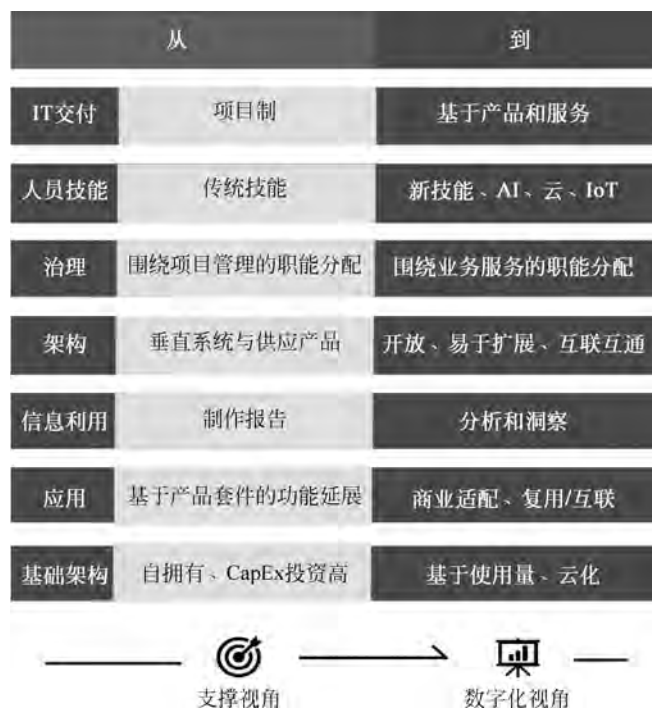 从 到
IT交付 项目制 基于产品和服务
人员技能 传统技能 新技能、AI、云、IoT
治理 围绕项目管理的职能分配 围绕业务服务的职能分配
架构 垂直系统与供应产品 开放、易于扩展、互联互通
信息利用 制作报告 分析和洞察
应用 基于产品套件的功能延展 商业适配、复用/互联
基础架构 自拥有、CapEx投资高 基于使用量、云化
支撑视角 数字化视角